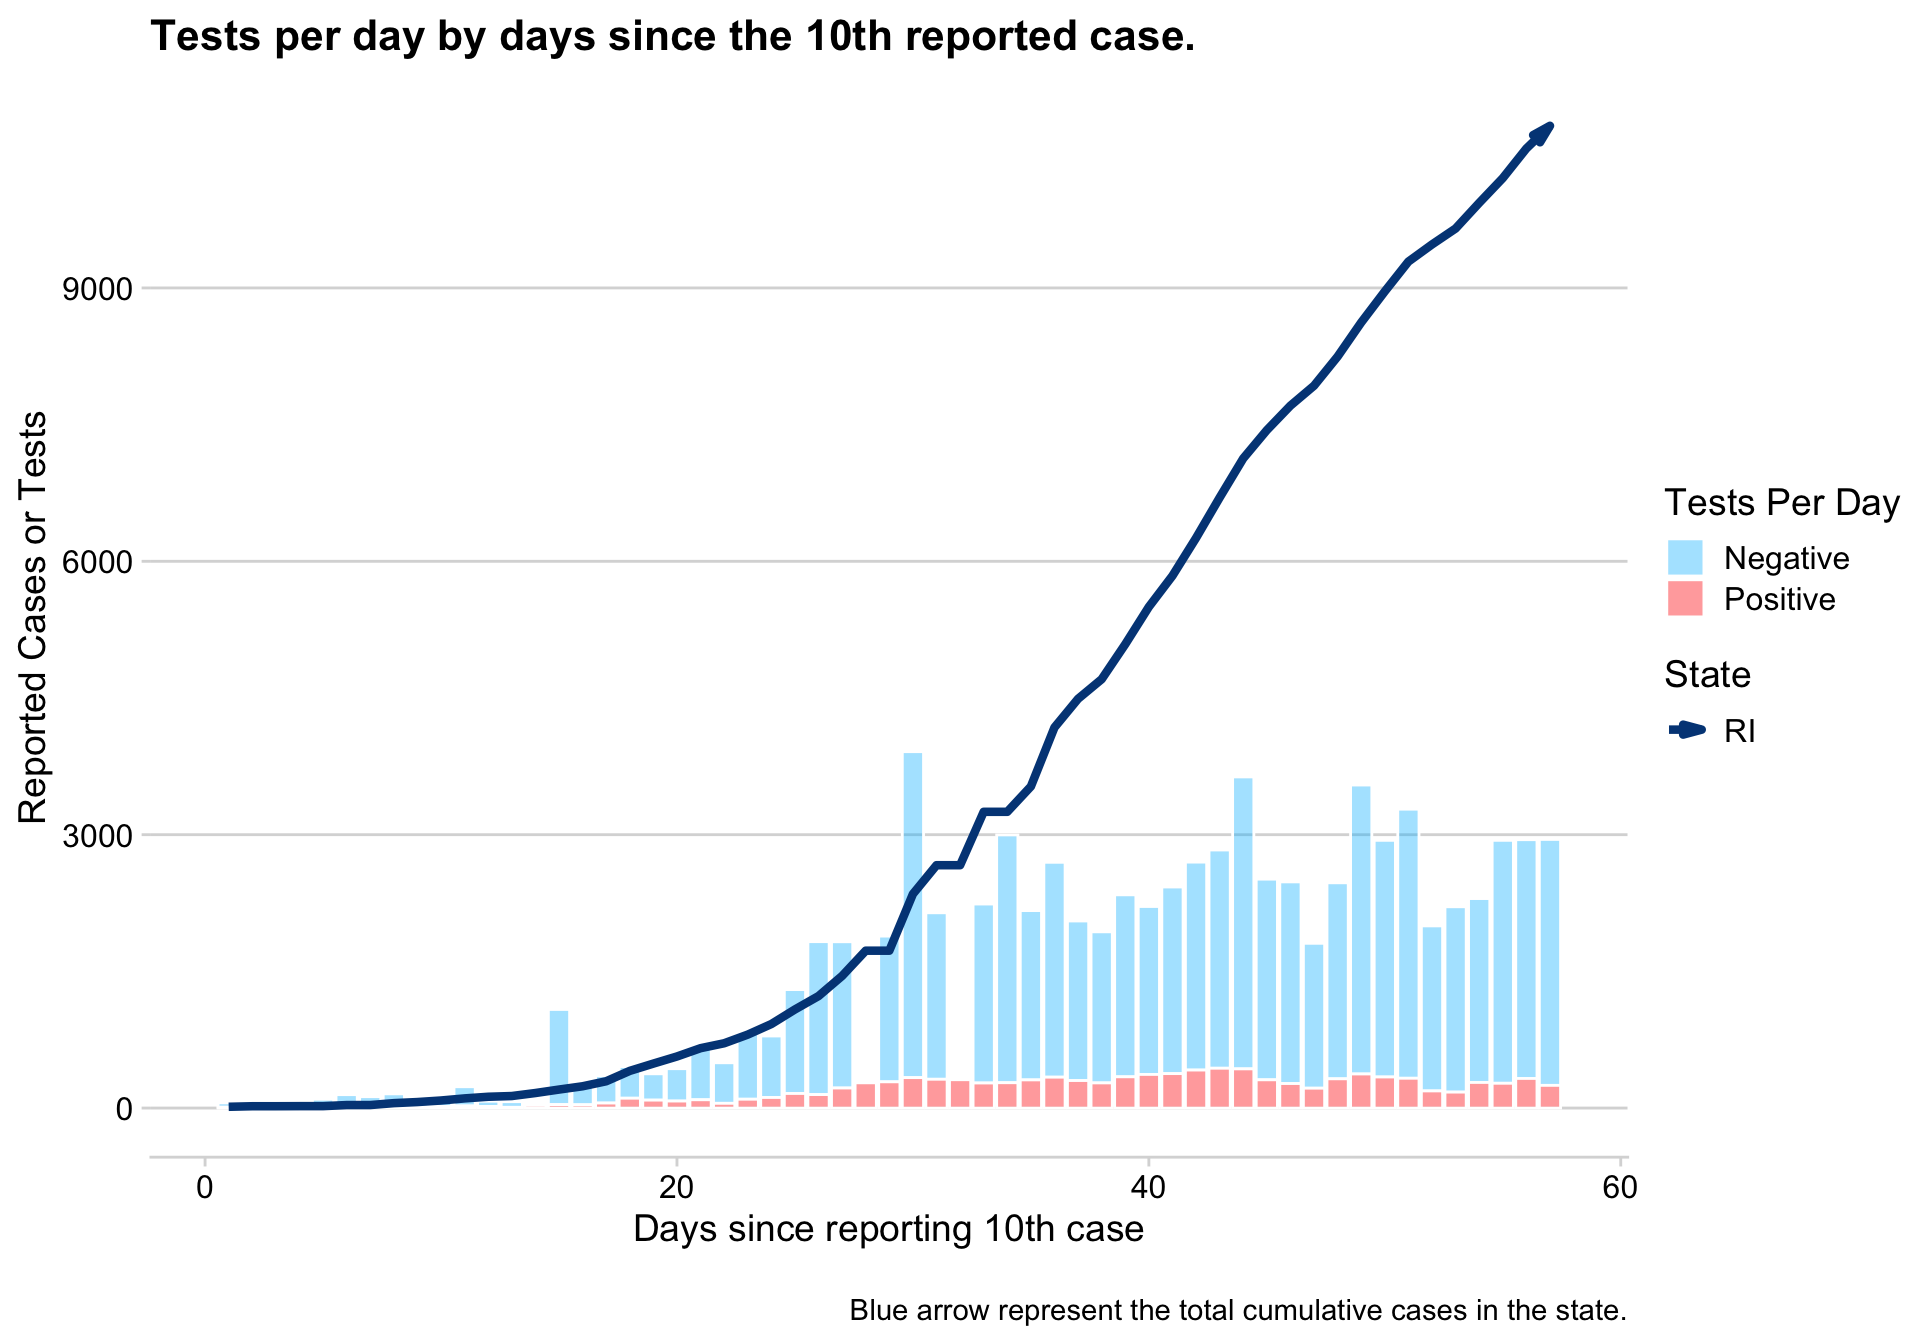 Tests per day by days since the 10th reported case.
Reported Cases or Tests
9000
6000
3000
0
0 20 40 60
Days since reporting 10th case
Tests Per Day
Negative
Positive
State
RI
Blue arrow represent the total cumulative cases in the state.